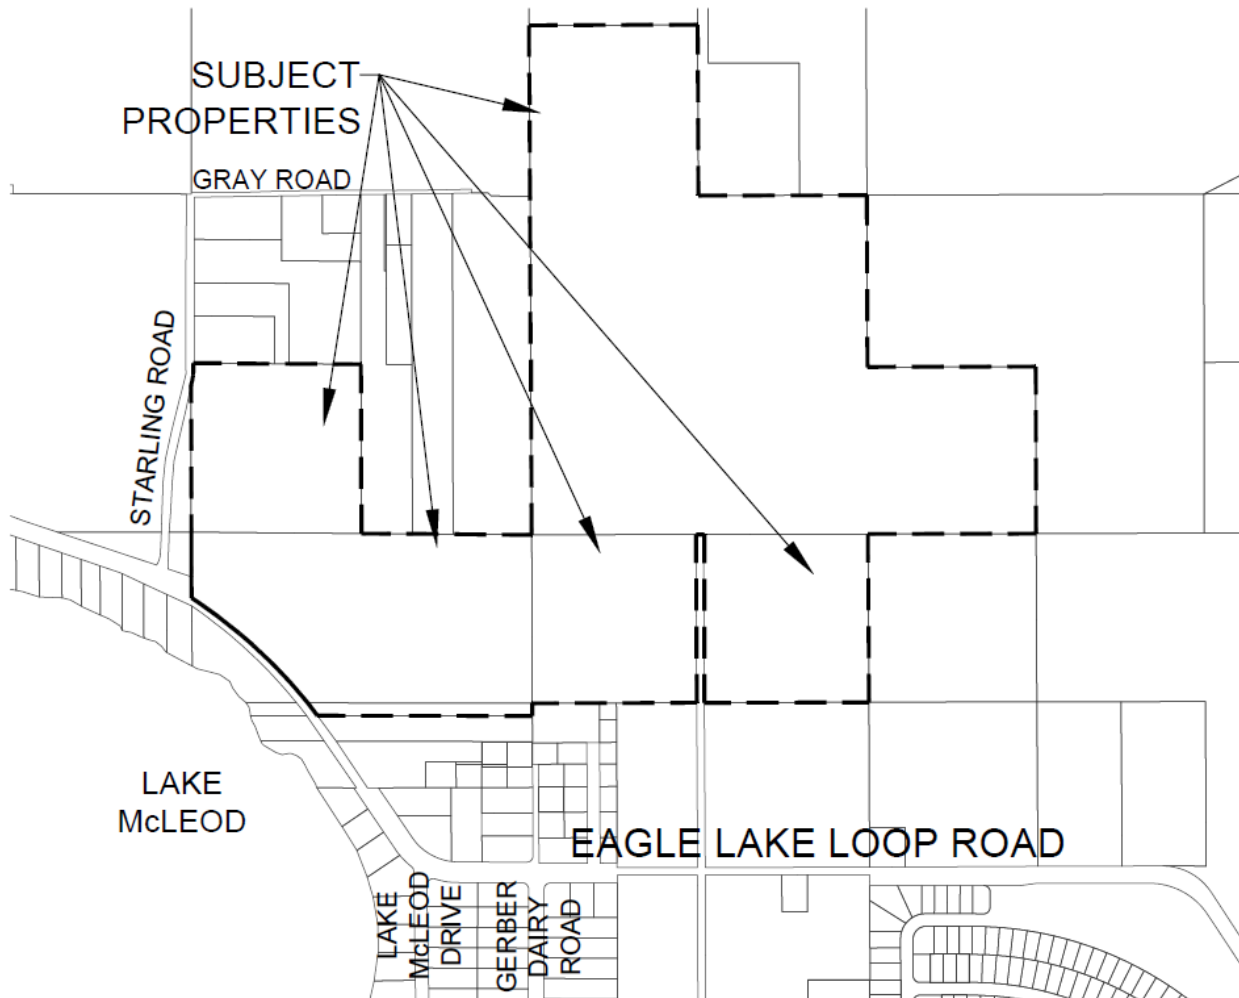 SUBJECT
PROPERTIES
GRAY ROAD
STARLING ROAD
LAKE
McLEOD
EAGLE LAKE LOOP ROAD
LAKE
McLEOD
DRIVE
GERBER
DAIRY
ROAD